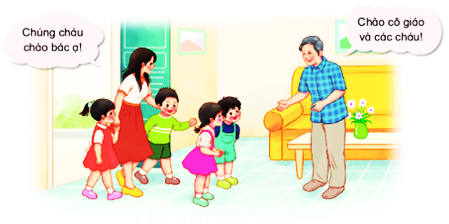 Chúng cháu
chào bác ạ!
Chào cô giáo
và các cháu!